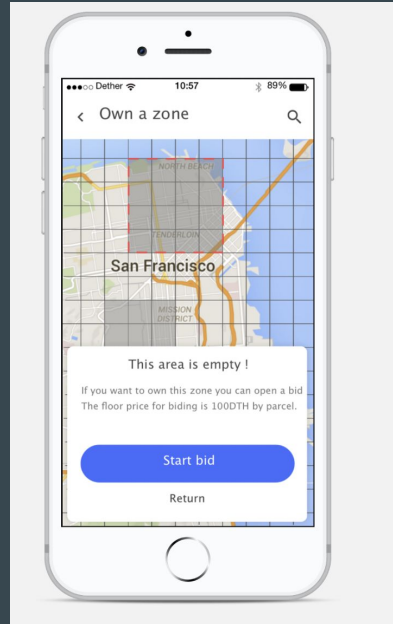 Dether 10:57 89%
Own a zone
NORTH BEACH
TENDERLOIN
San Francisco
MISSION
DISTRICT
This area is empty !
If you want to own this zone you can open a bid
The floor price for biding is 100DTH by parcel.
Start bid
Return